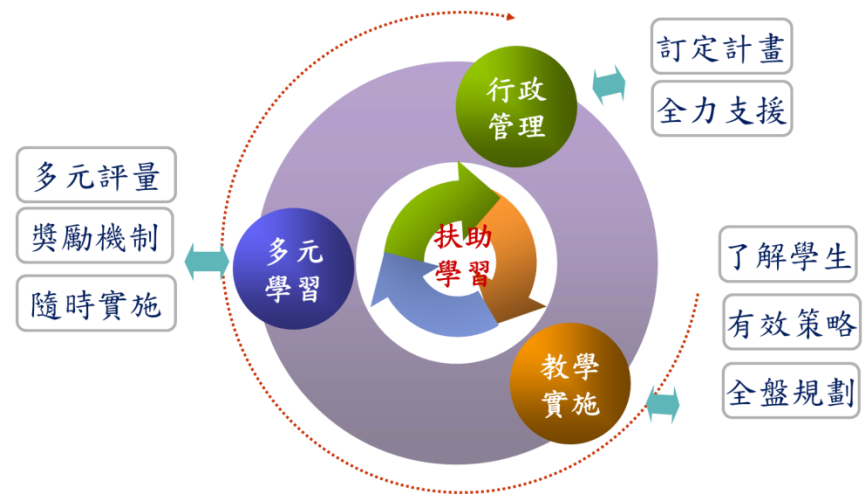 行政
管理
訂定計畫
全力支援
多元評量
獎勵機制
隨時實施
多元
學習
扶助
學習
了解學生
有效策略
全盤規劃
教學
實施